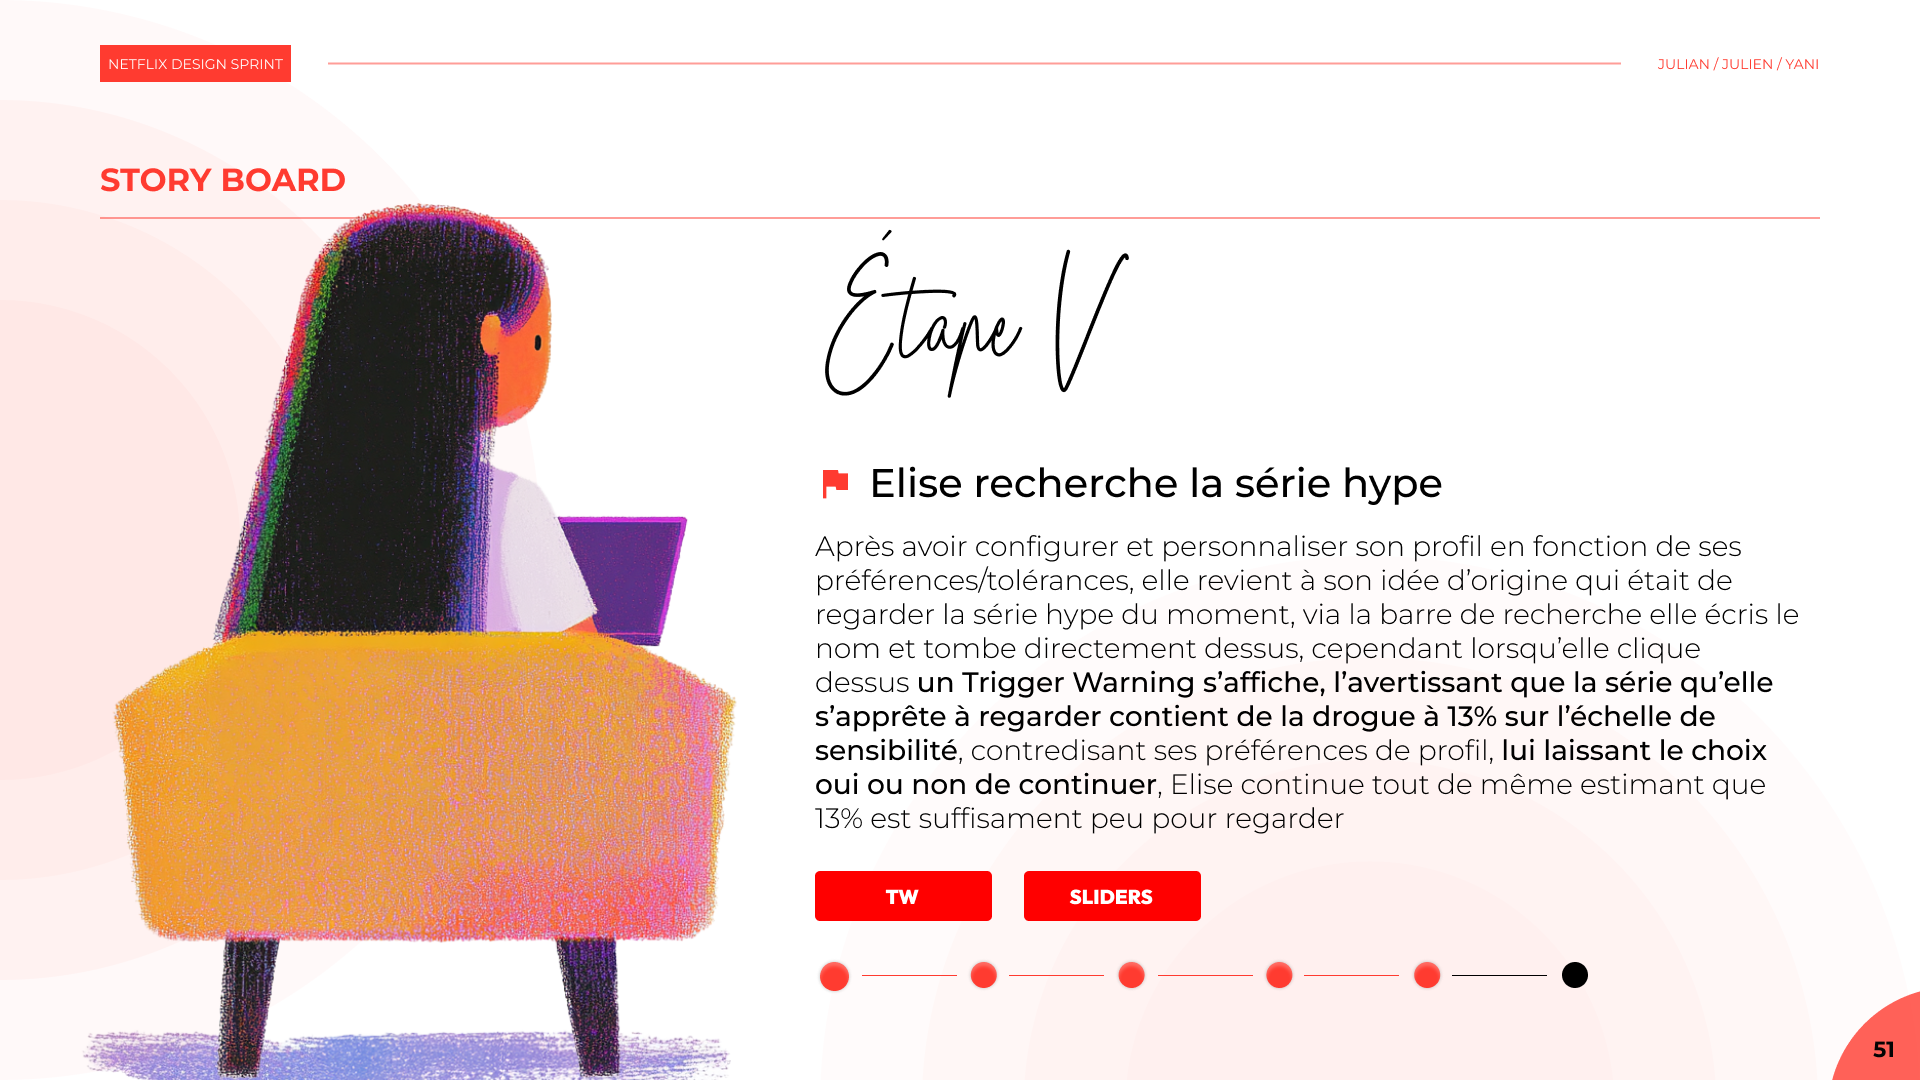 NETFLIX DESIGN SPRINT
JULIAN / JULIEN / YANI
STORY BOARD
Étape V
Elise recherche la série hype
Après avoir configurer et personnaliser son profil en fonction de ses
préférences/tolérances, elle revient à son idée d’origine qui était de
regarder la série hype du moment, via la barre de recherche elle écris le
nom et tombe directement dessus, cependant lorsqu’elle clique
dessus un Trigger Warning s’affiche, l’avertissant que la série qu’elle
s’apprête à regarder contient de la drogue à 13% sur l’échelle de
sensibilité, contredisant ses préférences de profil, lui laissant le choix
oui ou non de continuer, Elise continue tout de même estimant que
13% est suffisament peu pour regarder
TW
SLIDERS
51